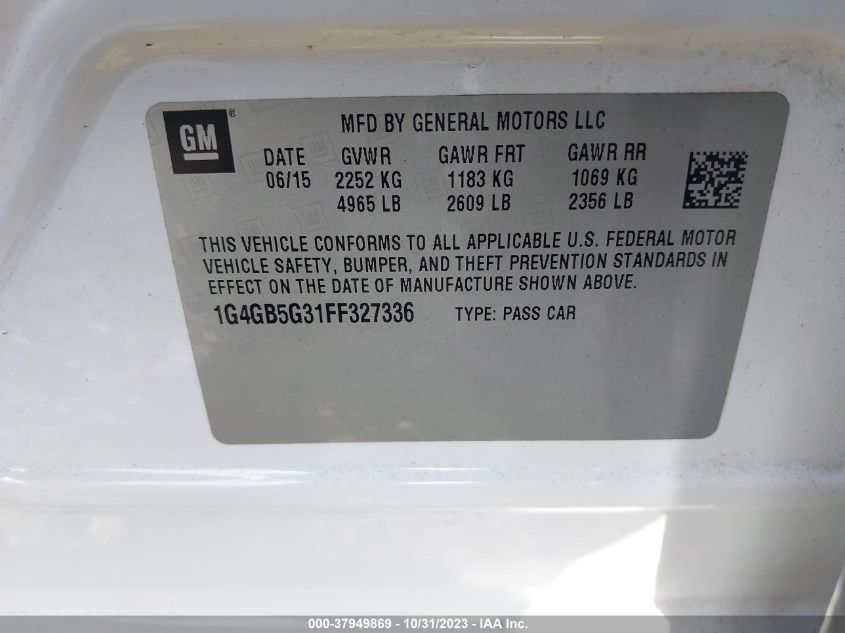 GM ®
MFD BY GENERAL MOTORS LLC
DATE GVWR GAWR FRT GAWR RR
06/15 2252 KG 1183 KG 1069 KG
4965 LB 2609 LB 2356 LB
THIS VEHICLE CONFORMS TO ALL APPLICABLE U.S. FEDERAL MOTOR
VEHICLE SAFETY, BUMPER, AND THEFT PREVENTION STANDARDS IN
EFFECT ON THE DATE OF MANUFACTURE SHOWN ABOVE.
1G4GB5G31FF327336 TYPE: PASS CAR
000-37949869 - 10/31/2023 - IAA Inc.